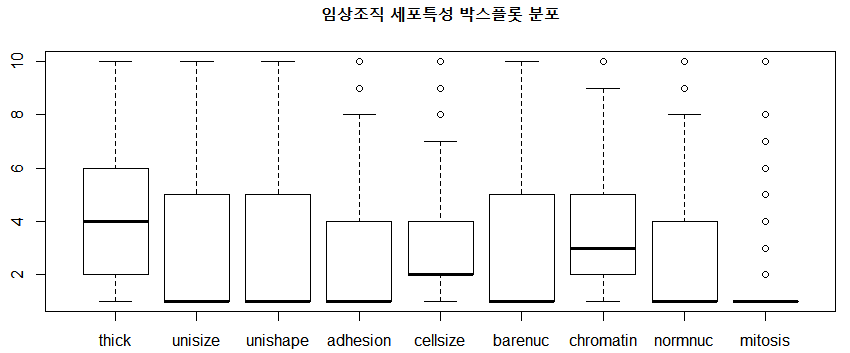 임상조직 세포특성 박스플롯 분포
10
8
6
4
2
thick unisize unishape adhesion cellsize barenuc chromatin normnuc mitosis